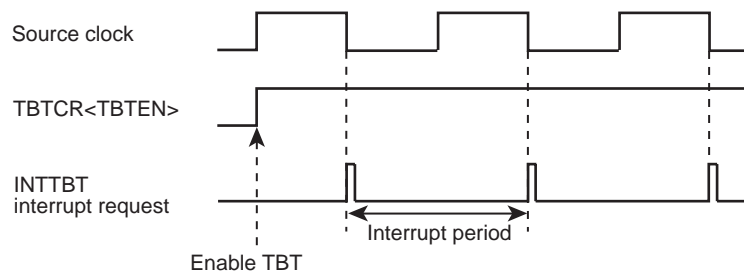 Source clock
TBTCR<TBTEN>
INTTBT
interrupt request
Interrupt period
Enable TBT